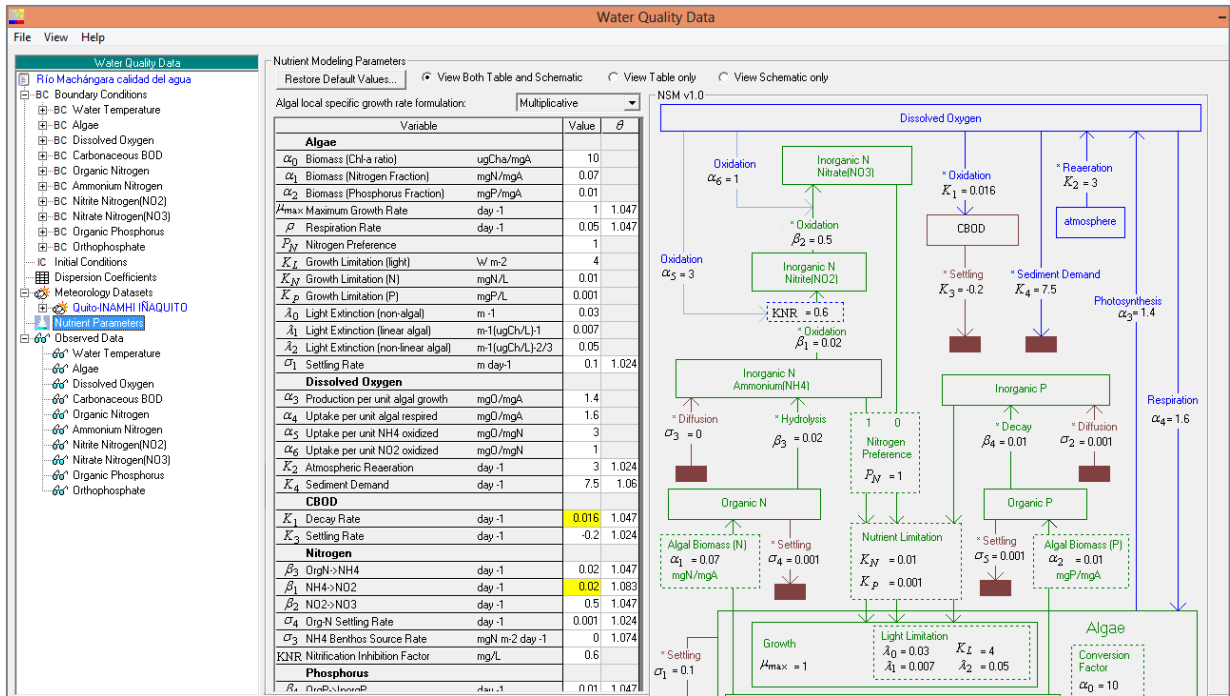 Water Quality Data
File View Help
Water Quality Data
Río Machángara calidad del agua
BC Boundary Conditions
BC Water Temperature
BC Algae
BC Dissolved Oxygen
BC Carbonaceous BOD
BC Organic Nitrogen
BC Ammonium Nitrogen
BC Nitrite Nitrogen(NO2)
BC Nitrate Nitrogen(NO3)
BC Organic Phosphorus
BC Orthophosphate
IC Initial Conditions
Dispersion Coefficients
Meteorology Datasets
Quito-INAMHI IÑAQUITO
Nutrient Parameters
Observed Data
Water Temperature
Algae
Dissolved Oxygen
Carbonaceous BOD
Organic Nitrogen
Ammonium Nitrogen
Nitrite Nitrogen(NO2)
Nitrate Nitrogen(NO3)
Organic Phosphorus
Orthophosphate
Nutrient Modeling Parameters
Restore Default Values... View Both Table and Schematic View Table only View Schematic only
Algal local specific growth rate formulation: Multiplicative
Variable Value θ
Algae
α0 Biomass (Chl-a ratio) ugCha/mgA 10
α1 Biomass (Nitrogen Fraction) mgN/mgA 0.07
α2 Biomass (Phosphorus Fraction) mgP/mgA 0.01
μmax Maximum Growth Rate day -1 1 1.047
ρ Respiration Rate day -1 0.05 1.047
PN Nitrogen Preference 1
KL Growth Limitation (light) W m-2 4
KN Growth Limitation (N) mgN/L 0.01
KP Growth Limitation (P) mgP/L 0.001
λ0 Light Extinction (non-algal) m -1 0.03
λ1 Light Extinction (linear algal) m-1(ugCh/L)-1 0.007
λ2 Light Extinction (non-linear algal) m-1(ugCh/L)-2/3 0.05
σ1 Settling Rate m day-1 0.1 1.024
Dissolved Oxygen
α3 Production per unit algal growth mgO/mgA 1.4
α4 Uptake per unit algal respired mgO/mgA 1.6
α5 Uptake per unit NH4 oxidized mgO/mgN 3
α6 Uptake per unit NO2 oxidized mgO/mgN 1
K2 Atmospheric Reaeration day -1 3 1.024
K4 Sediment Demand day -1 7.5 1.06
CBOD
K1 Decay Rate day -1 0.016 1.047
K3 Settling Rate day -1 -0.2 1.024
Nitrogen
β3 OrgN->NH4 day -1 0.02 1.047
β1 NH4->NO2 day -1 0.02 1.083
β2 NO2->NO3 day -1 0.5 1.047
σ4 Org-N Settling Rate day -1 0.001 1.024
σ3 NH4 Benthos Source Rate mgN m-2 day -1 0 1.074
KNR Nitrification Inhibition Factor mg/L 0.6
Phosphorus
β4 OrgP->InorgP day -1 0.01 1.047
NSM v1.0
Dissolved Oxygen
Oxidation
α6 = 1
Inorganic N
Nitrate(NO3)
* Oxidation
K1 = 0.016
* Reaeration
K2 = 3
atmosphere
CBOD
* Oxidation
β2 = 0.5
Oxidation
α5 = 3
Inorganic N
Nitrite(NO2)
* Settling
K3 = -0.2
* Sediment Demand
K4 = 7.5
Photosynthesis
α3 = 1.4
KNR = 0.6
* Oxidation
β1 = 0.02
Inorganic N
Ammonium(NH4)
Inorganic P
Respiration
α4 = 1.6
* Diffusion
σ3 = 0
* Hydrolysis
β3 = 0.02
1 0
Nitrogen
Preference
PN = 1
* Decay
β4 = 0.01
* Diffusion
σ2 = 0.001
Organic N
Organic P
Algal Biomass (N)
α1 = 0.07
mgN/mgA
* Settling
σ4 = 0.001
Nutrient Limitation
KN = 0.01
KP = 0.001
* Settling
σ5 = 0.001
Algal Biomass (P)
α2 = 0.01
mgP/mgA
* Settling
σ1 = 0.1
Growth
μmax = 1
Light Limitation
λ0 = 0.03 KL = 4
λ1 = 0.007 λ2 = 0.05
Algae
Conversion
Factor
α0 = 10